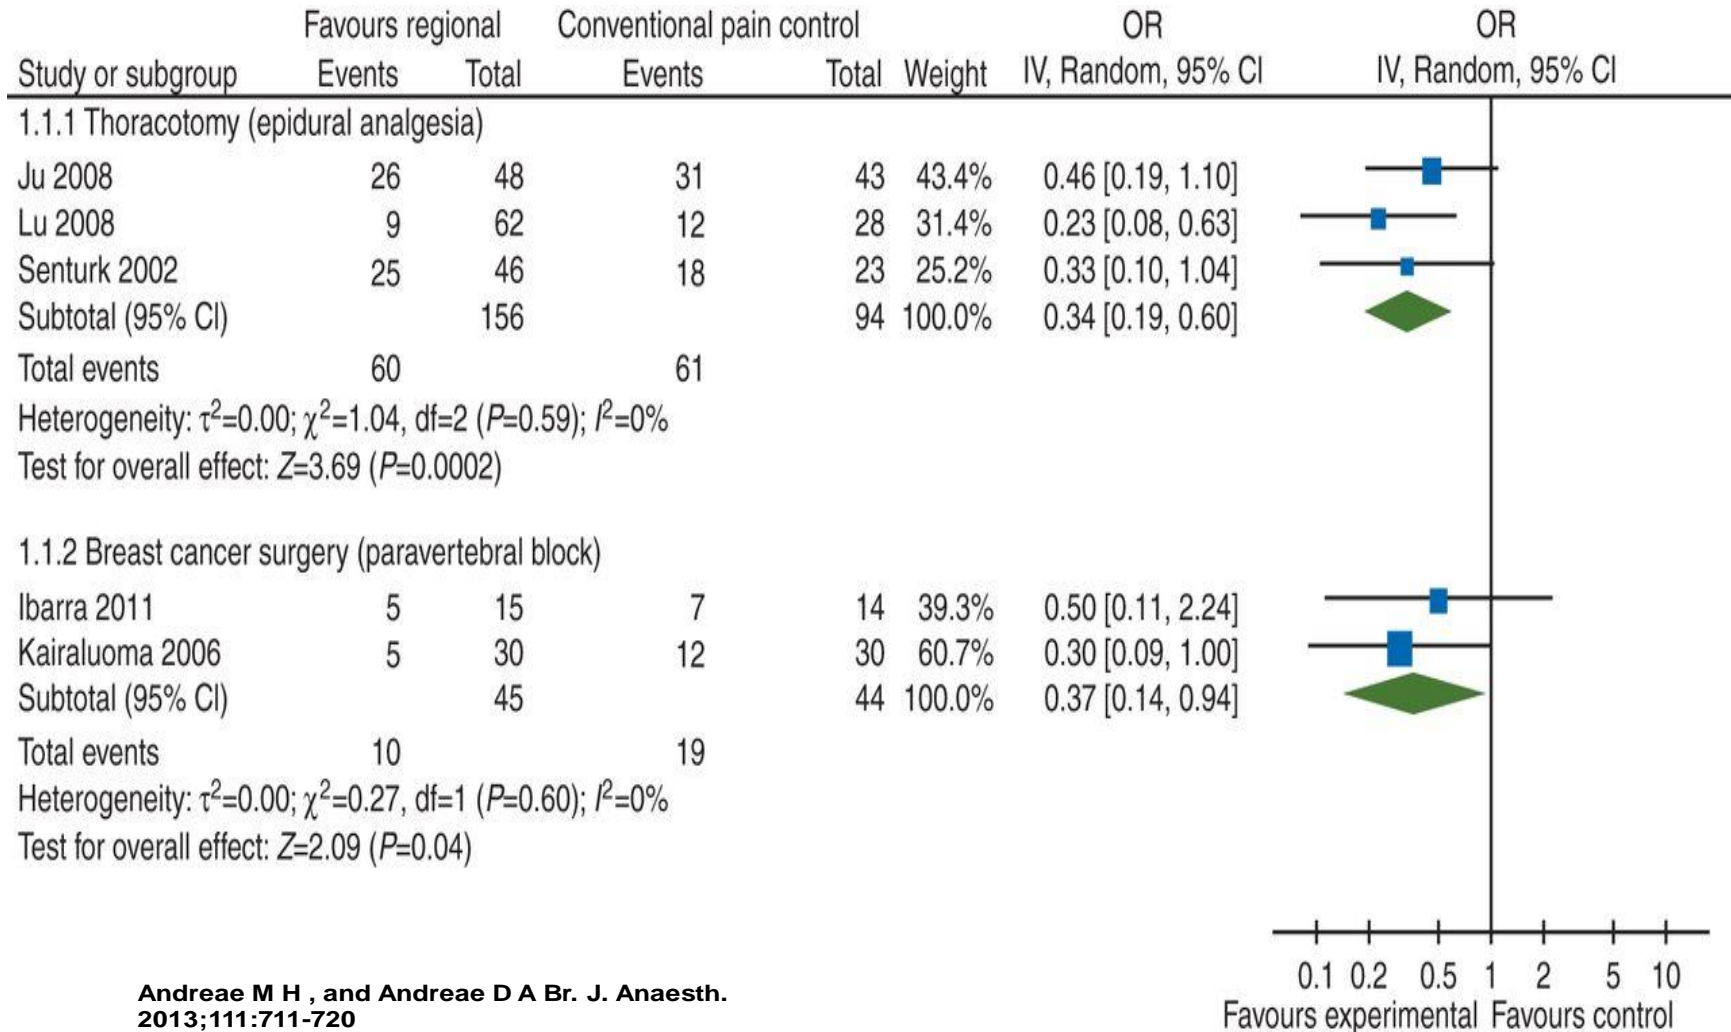 Favours regional Conventional pain control OR OR
Study or subgroup Events Total Events Total Weight IV, Random, 95% CI IV, Random, 95% CI
1.1.1 Thoracotomy (epidural analgesia)
Ju 2008 26 48 31 43 43.4% 0.46 [0.19, 1.10]
Lu 2008 9 62 12 28 31.4% 0.23 [0.08, 0.63]
Senturk 2002 25 46 18 23 25.2% 0.33 [0.10, 1.04]
Subtotal (95% CI) 156 94 100.0% 0.34 [0.19, 0.60]
Total events 60 61
Heterogeneity: τ²=0.00; χ²=1.04, df=2 (P=0.59); I²=0%
Test for overall effect: Z=3.69 (P=0.0002)
1.1.2 Breast cancer surgery (paravertebral block)
Ibarra 2011 5 15 7 14 39.3% 0.50 [0.11, 2.24]
Kairaluoma 2006 5 30 12 30 60.7% 0.30 [0.09, 1.00]
Subtotal (95% CI) 45 44 100.0% 0.37 [0.14, 0.94]
Total events 10 19
Heterogeneity: τ²=0.00; χ²=0.27, df=1 (P=0.60); I²=0%
Test for overall effect: Z=2.09 (P=0.04)
0.1 0.2 0.5 1 2 5 10
Favours experimental Favours control
Andreae M H , and Andreae D A Br. J. Anaesth.
2013;111:711-720